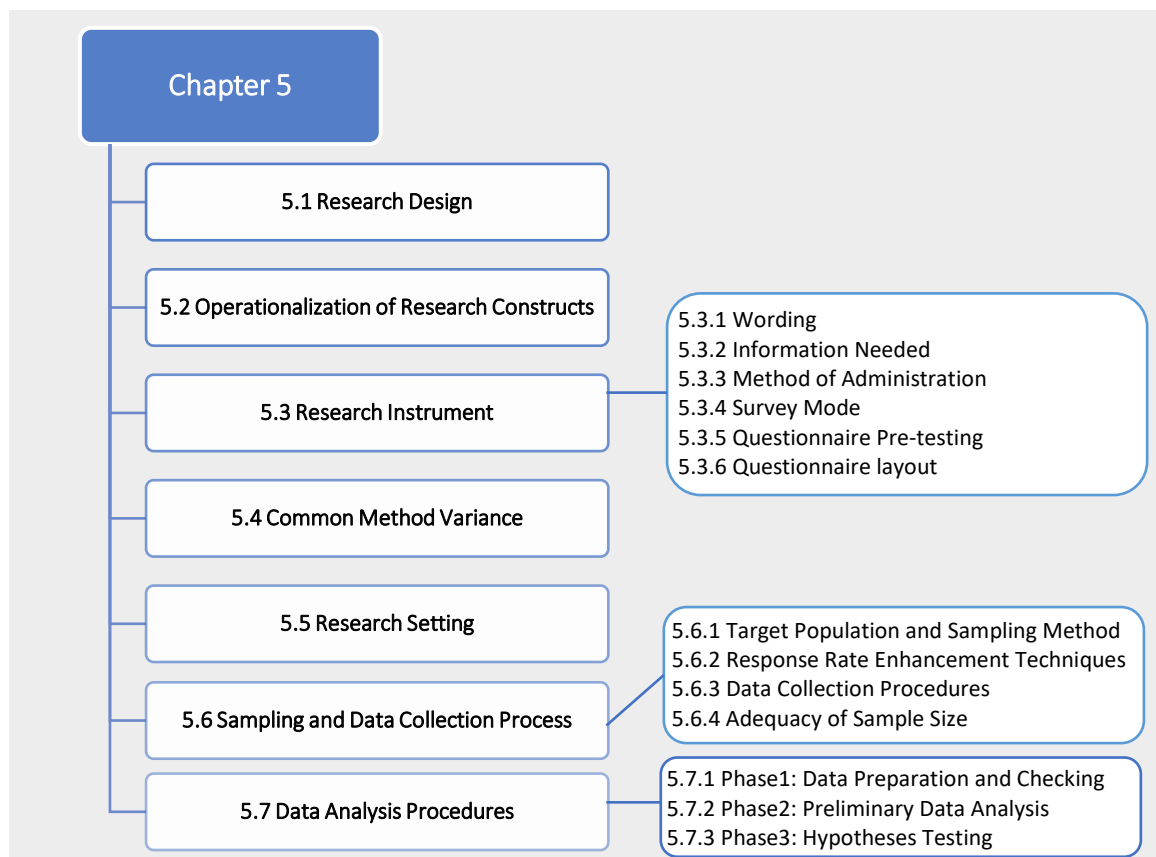 Chapter 5
5.1 Research Design
5.2 Operationalization of Research Constructs
5.3 Research Instrument
5.3.1 Wording
5.3.2 Information Needed
5.3.3 Method of Administration
5.3.4 Survey Mode
5.3.5 Questionnaire Pre-testing
5.3.6 Questionnaire layout
5.4 Common Method Variance
5.5 Research Setting
5.6 Sampling and Data Collection Process
5.6.1 Target Population and Sampling Method
5.6.2 Response Rate Enhancement Techniques
5.6.3 Data Collection Procedures
5.6.4 Adequacy of Sample Size
5.7 Data Analysis Procedures
5.7.1 Phase1: Data Preparation and Checking
5.7.2 Phase2: Preliminary Data Analysis
5.7.3 Phase3: Hypotheses Testing